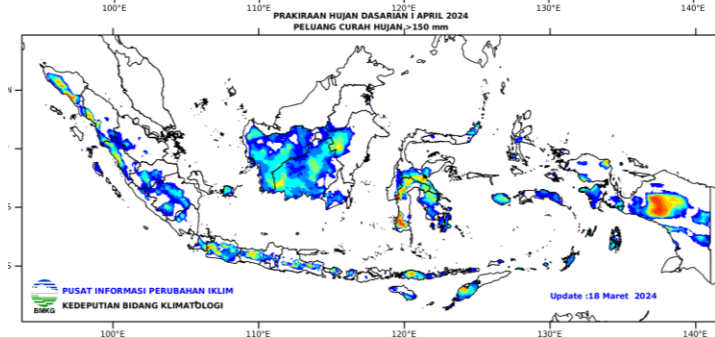 100°E 110°E 120°E 130°E 140°E
PRAKIRAAN HUJAN DASARIAN I APRIL 2024
PELUANG CURAH HUJAN >150 mm
N
S
S
PUSAT INFORMASI PERUBAHAN IKLIM
KEDEPUTIAN BIDANG KLIMATOLOGI
BMKG
Update :18 Maret 2024
100°E 110°E 120°E 130°E 140°E